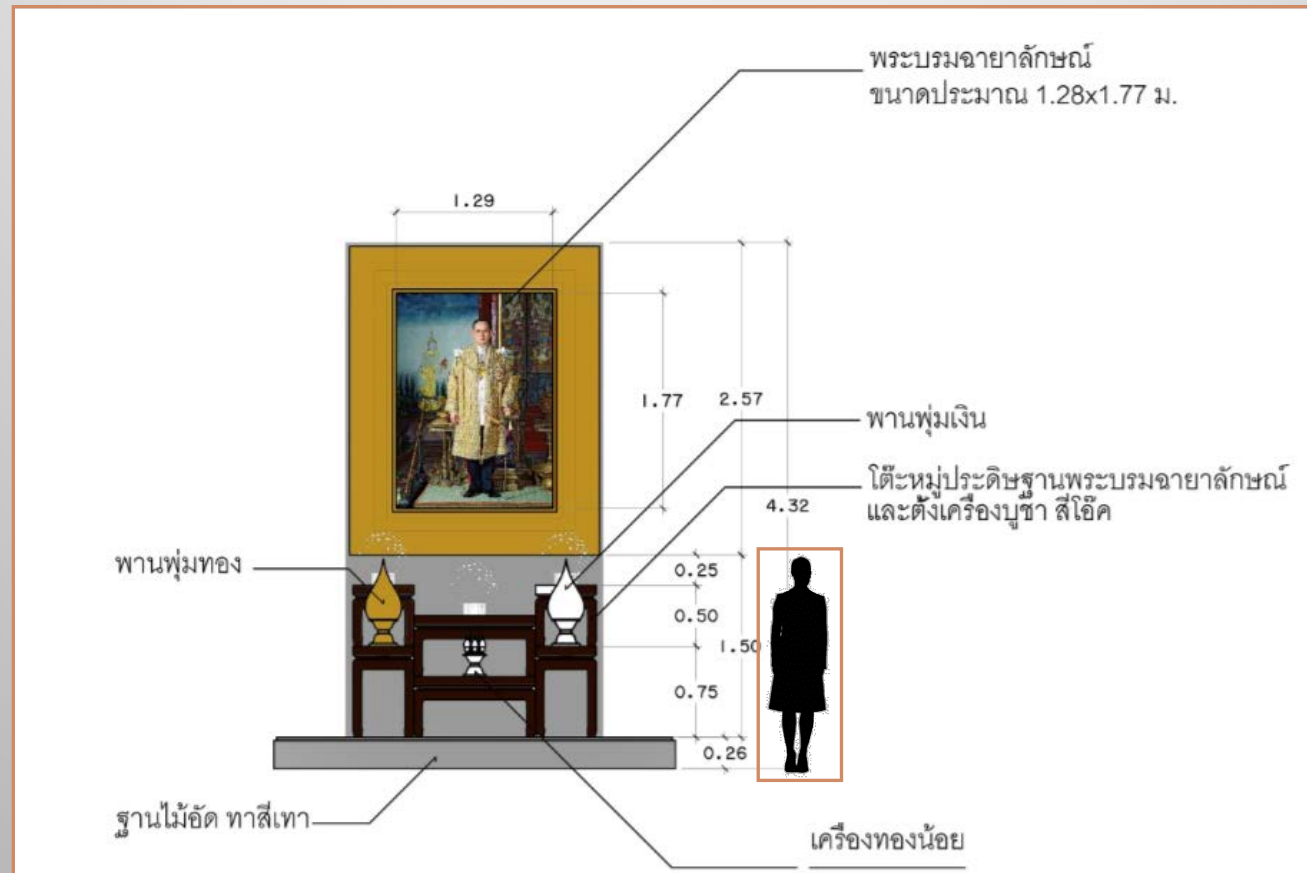 พระบรมฉายาลักษณ์
ขนาดประมาณ 1.28x1.77 ม.
1.29
1.77
2.57
พานพุ่มเงิน
โต๊ะหมู่ประดิษฐานพระบรมฉายาลักษณ์
และตั้งเครื่องบูชา สีโอ๊ค
4.32
พานพุ่มทอง
0.25
0.50
1.50
0.75
0.26
ฐานไม้อัด ทาสีเทา
เครื่องทองน้อย